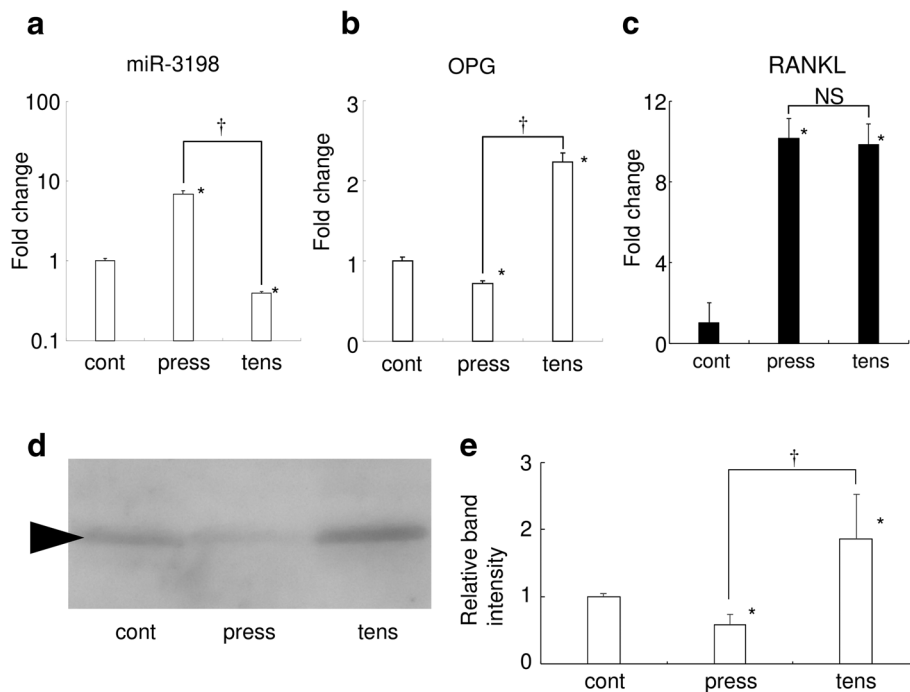 a
miR-3198
Fold change
100
10
1
0.1
†
*
*
cont press tens
b
OPG
Fold change
3
2
1
0
†
*
*
cont press tens
c
RANKL
Fold change
12
8
4
0
NS
*
*
cont press tens
d
cont press tens
e
Relative band
intensity
3
2
1
0
†
*
*
cont press tens